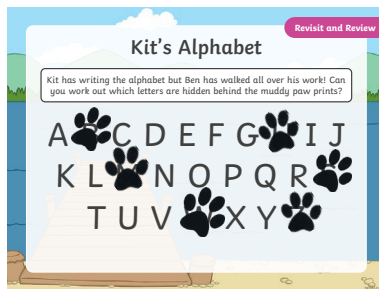 Revisit and Review
Kit's Alphabet
Kit has writing the alphabet but Ben has walked all over his work! Can
you work out which letters are hidden behind the muddy paw prints?
A C D E F G I J
K L N O P Q R
T U V X Y